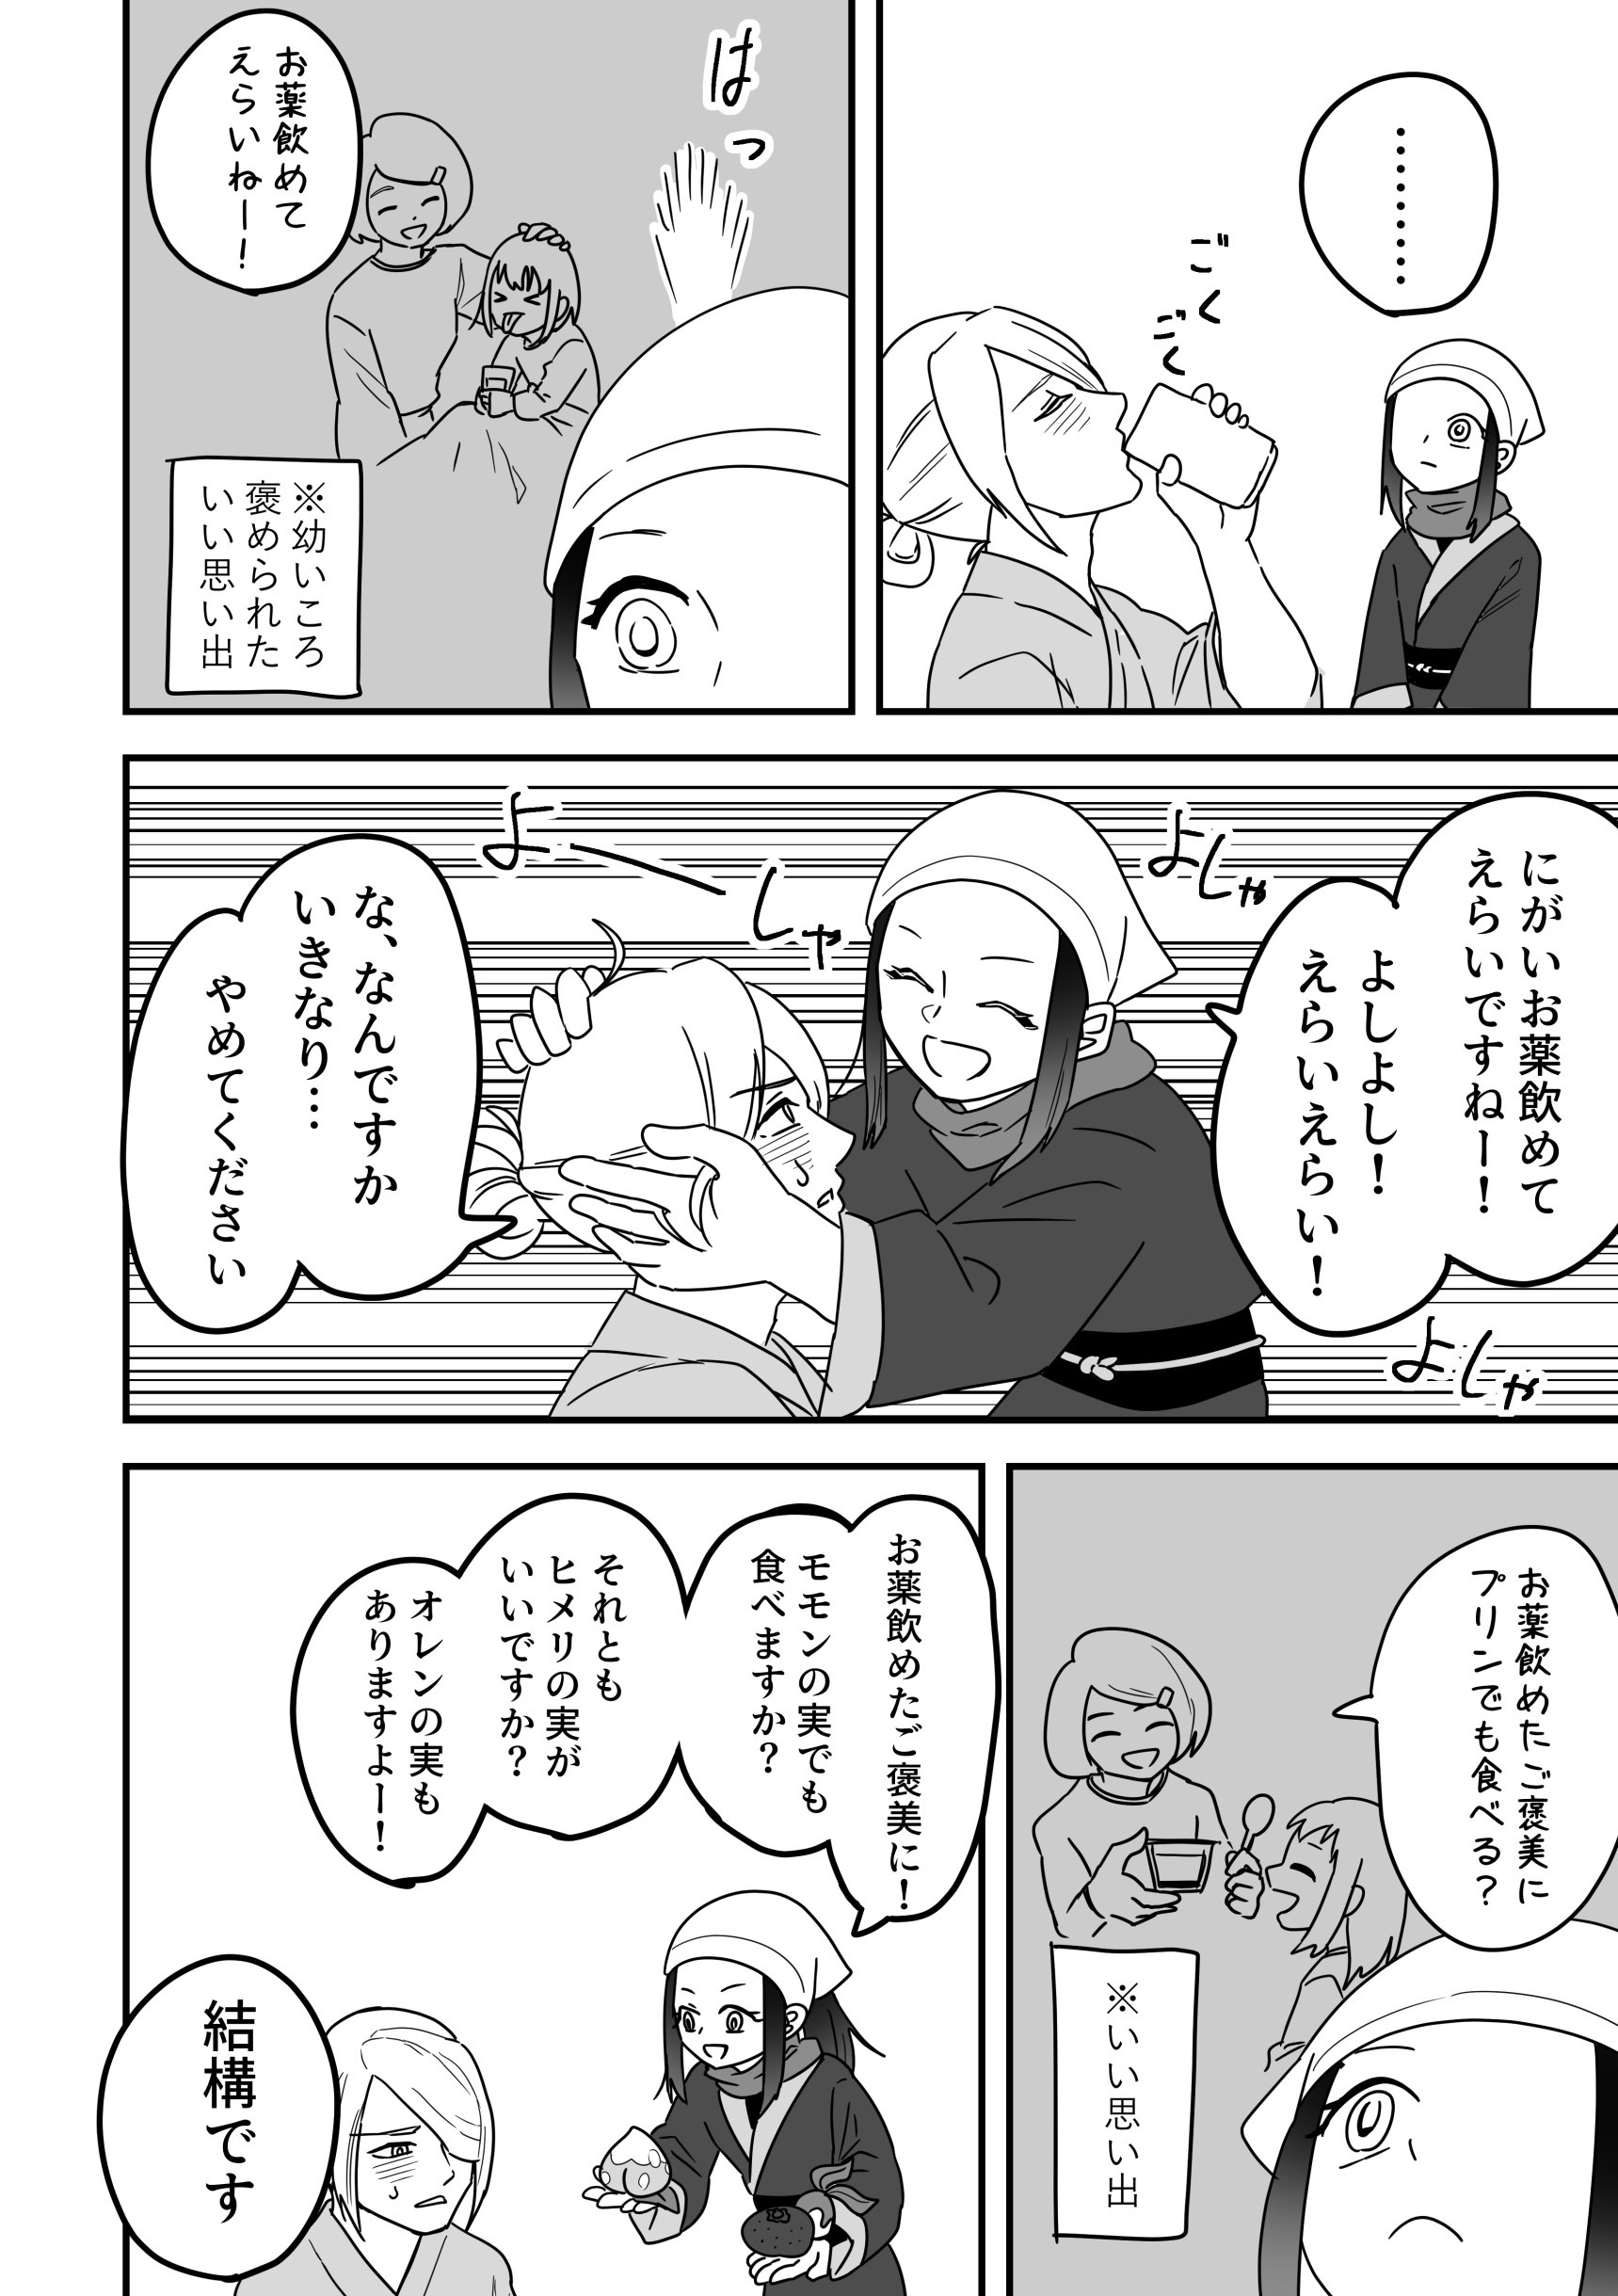 ………
ごく
ごく
はっ
お薬飲めて
えらいねー！
※幼いころ
褒められた
いい思い出
にがいお薬飲めて
えらいですねー！
よしよし！
えらいえらい！
よしゃ
よーしゃ
よしゃ
な、なんですか
いきなり…
やめてください
お薬飲めたご褒美に
プリンでも食べる？
※いい思い出
お薬飲めたご褒美に！
モモンの実でも
食べますか？
それとも
ヒメリの実が
いいですか？
オレンの実も
ありますよー！
結構です